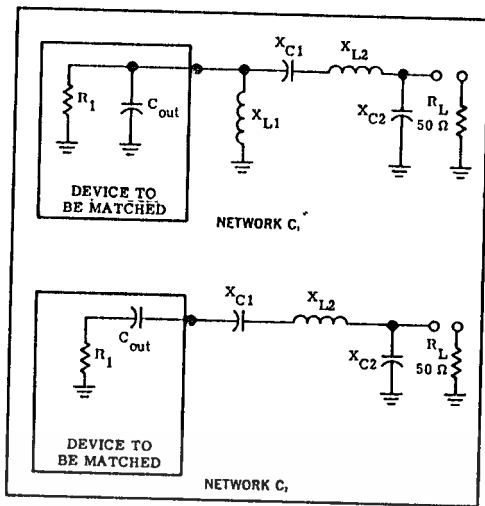 X_C1
X_L2
R_1
C_out
X_L1
X_C2
R_L
50 Ω
DEVICE TO
BE MATCHED
NETWORK C,
X_C1
X_L2
C_out
R_1
X_C2
R_L
50 Ω
DEVICE TO
BE MATCHED
NETWORK C,